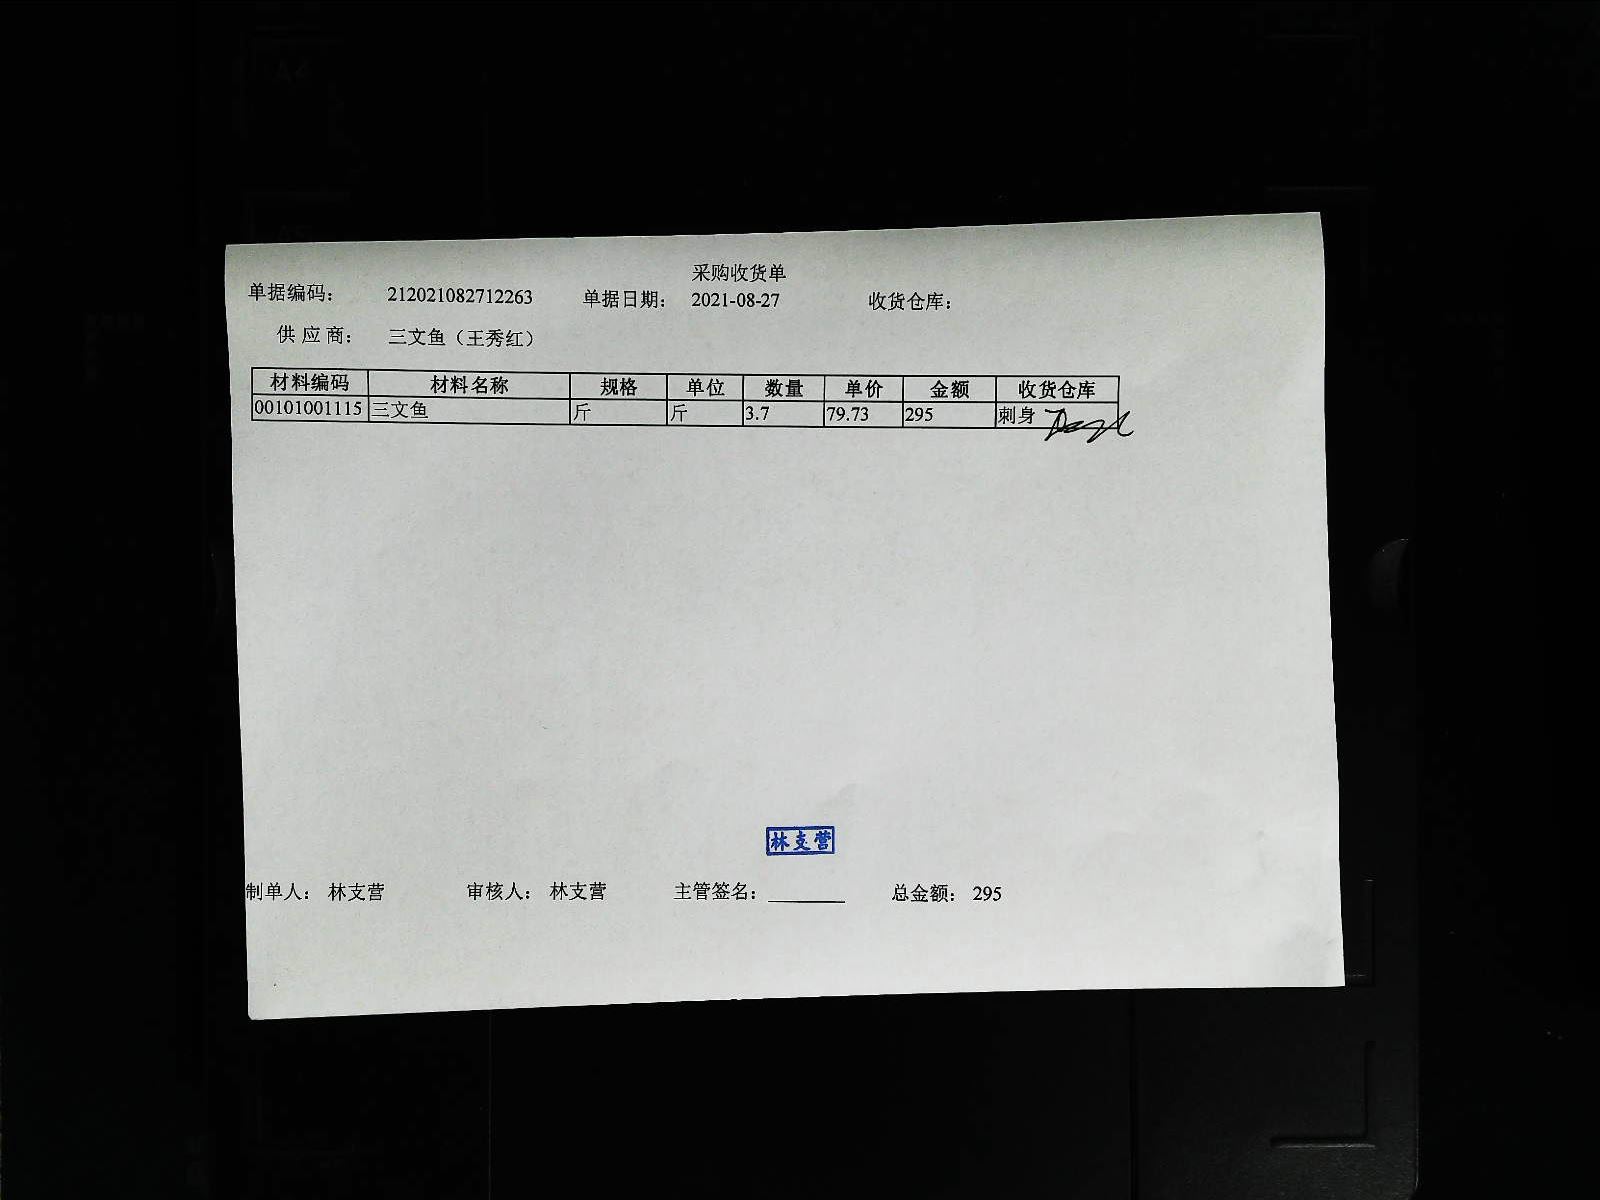 采购收货单
单据编码： 212021082712263 单据日期： 2021-08-27 收货仓库：
供应商： 三文鱼（王秀红）
材料编码 材料名称 规格 单位 数量 单价 金额 收货仓库
00101001115 三文鱼 斤 斤 3.7 79.73 295 刺身
林支营
制单人： 林支营 审核人： 林支营 主管签名： 总金额： 295